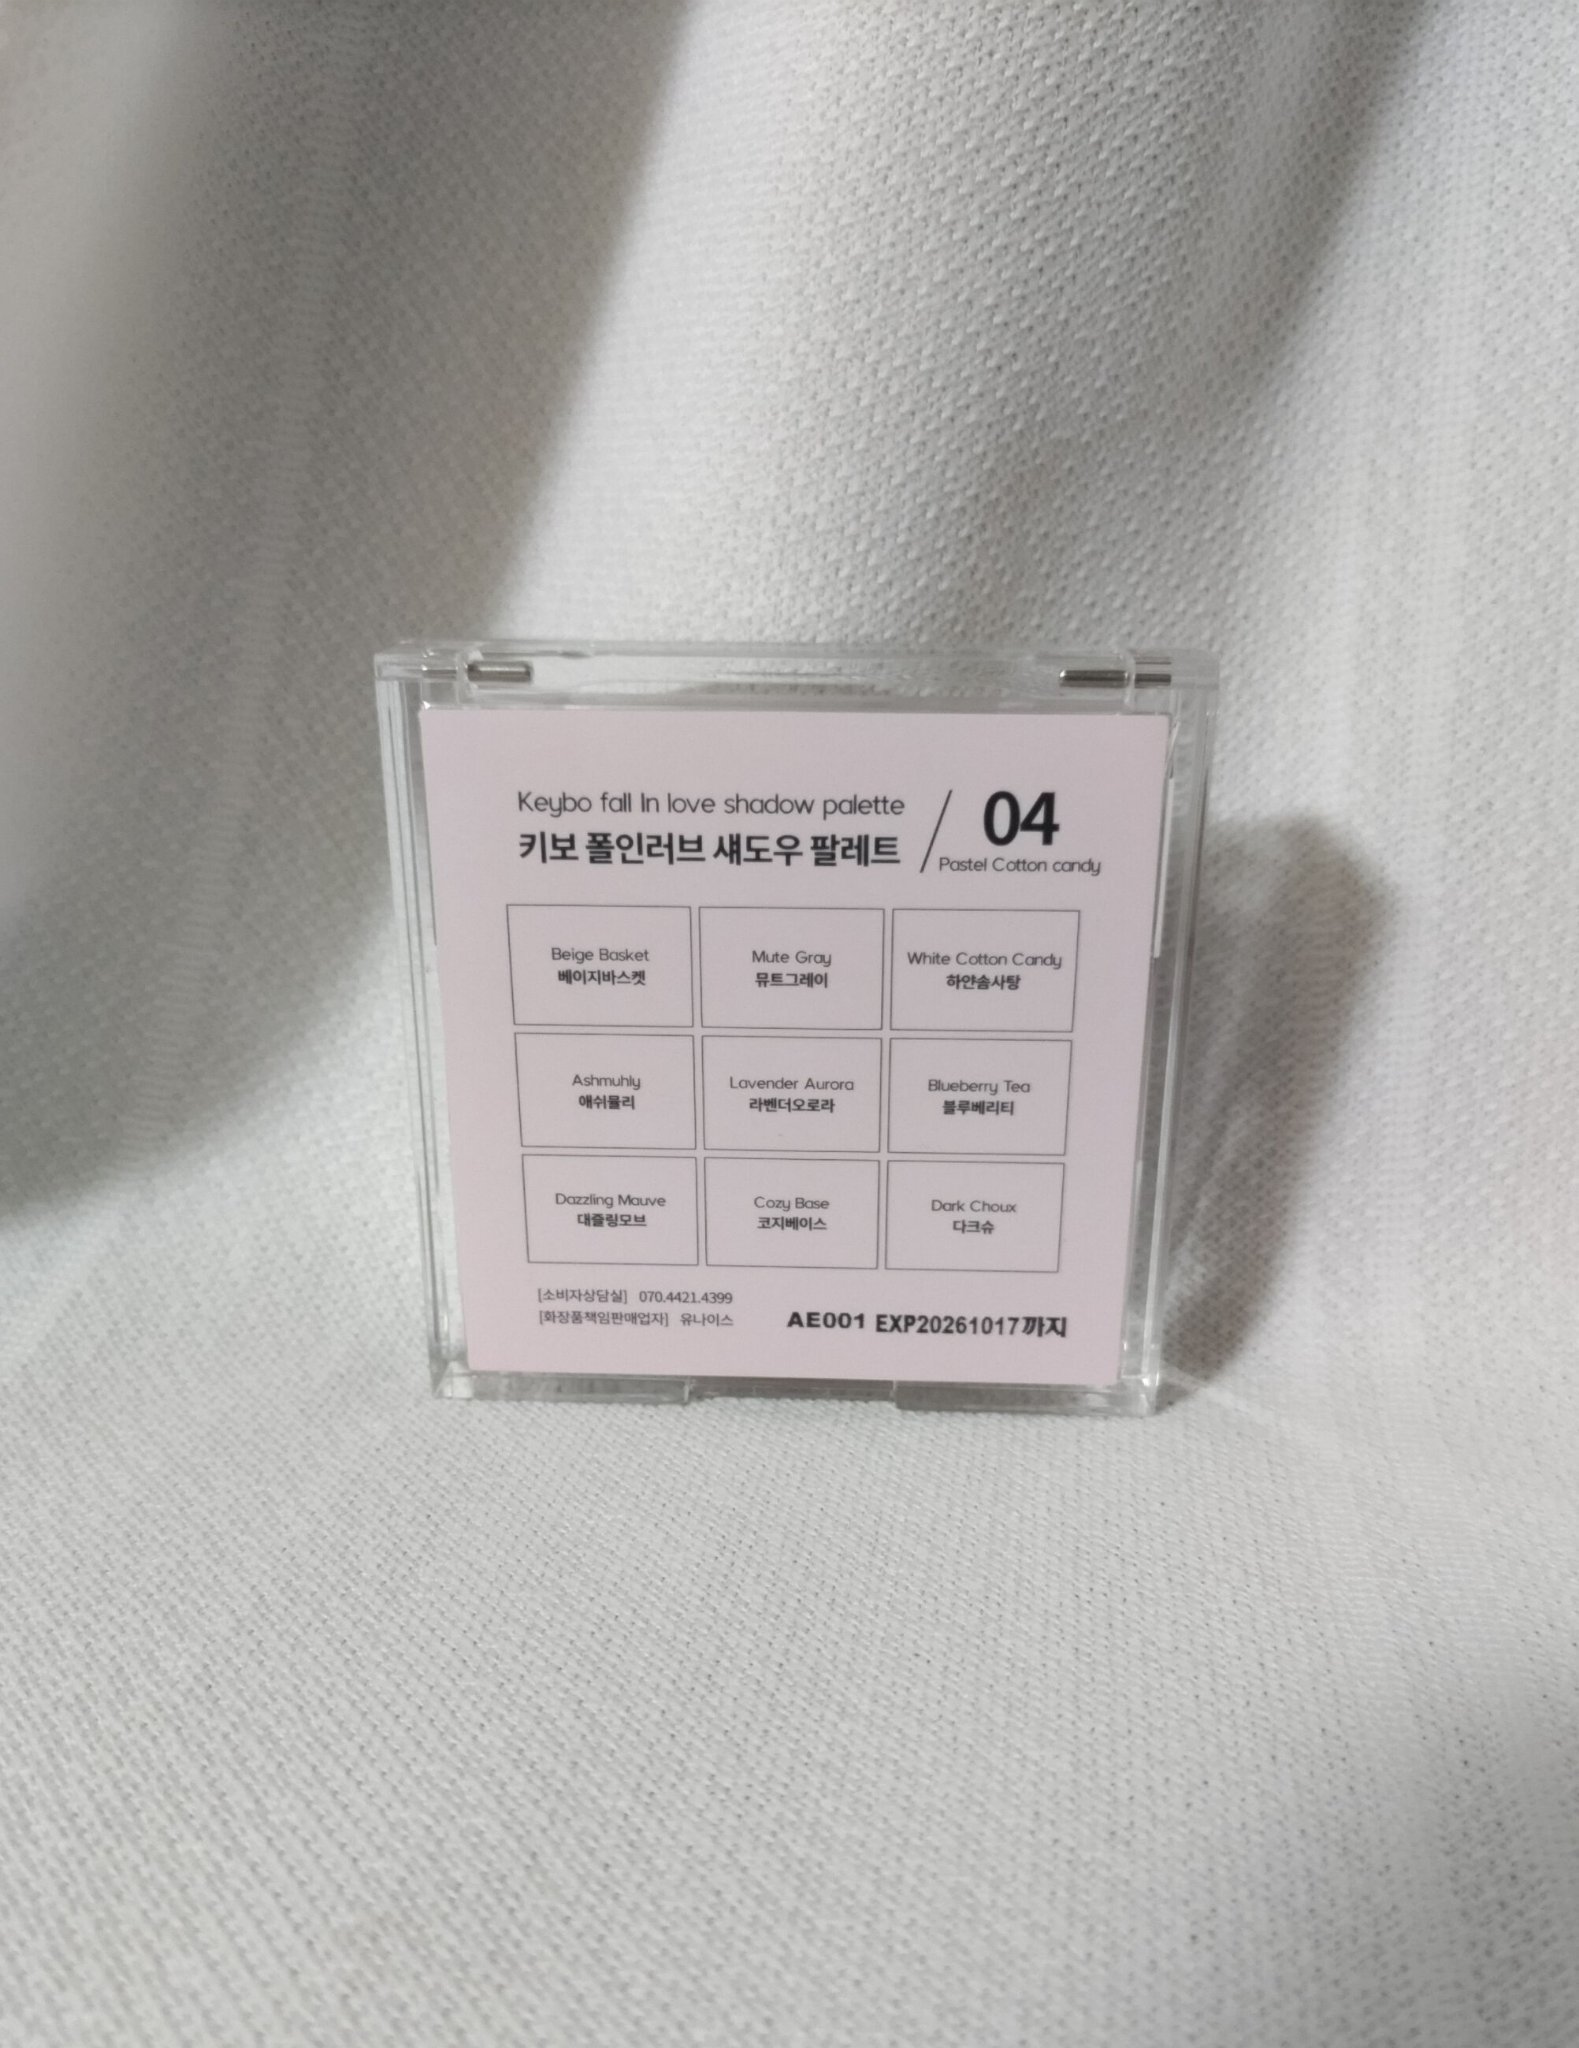 Keybo fall In love shadow palette
키보 폴인러브 섀도우 팔레트
04
Pastel Cotton candy
Beige Basket
베이지바스켓
Mute Gray
뮤트그레이
White Cotton Candy
하얀솜사탕
Ashmuhly
애쉬뮬리
Lavender Aurora
라벤더오로라
Blueberry Tea
블루베리티
Dazzling Mauve
대즐링모브
Cozy Base
코지베이스
Dark Choux
다크슈
[소비자상담실] 070.4421.4399
[화장품책임판매업자] 유나이스
AE001 EXP20261017까지